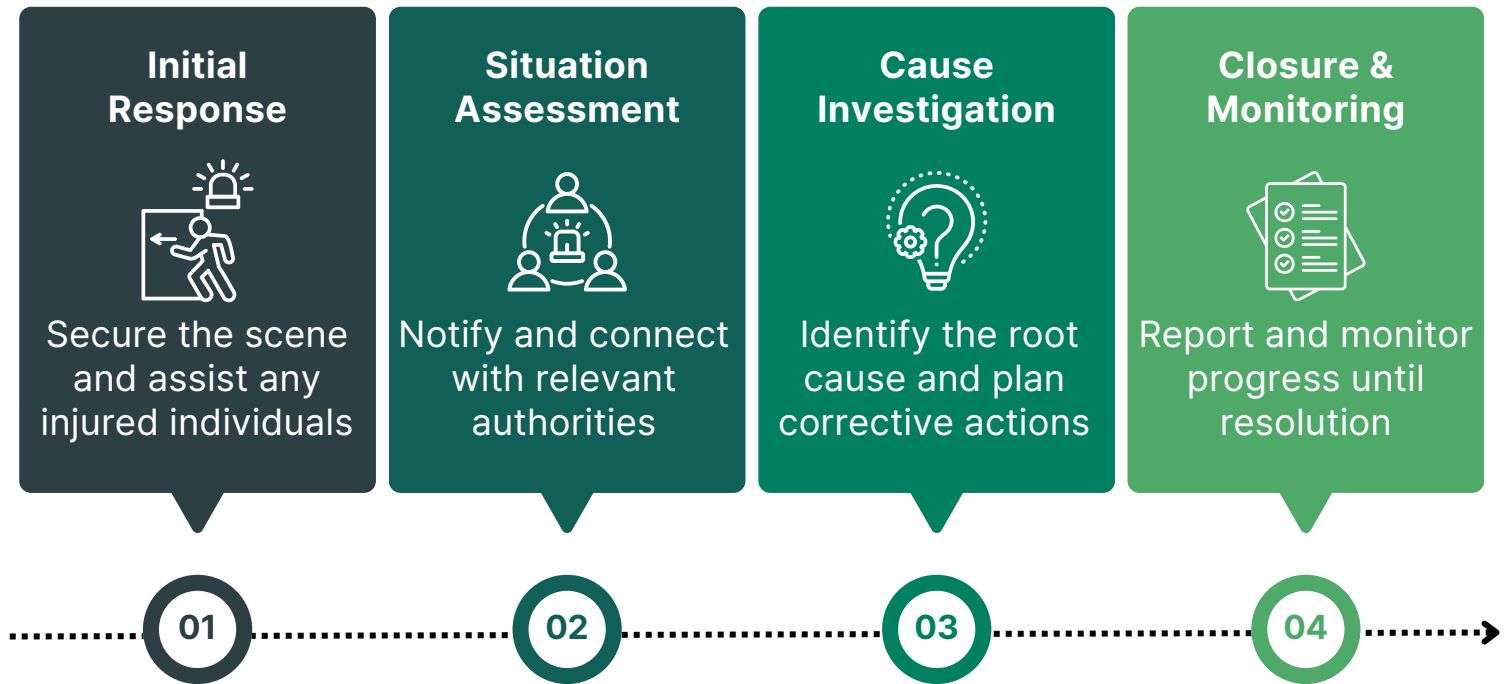 Initial
Response
Secure the scene
and assist any
injured individuals
01
Situation
Assessment
Notify and connect
with relevant
authorities
02
Cause
Investigation
Identify the root
cause and plan
corrective actions
03
Closure &
Monitoring
Report and monitor
progress until
resolution
04